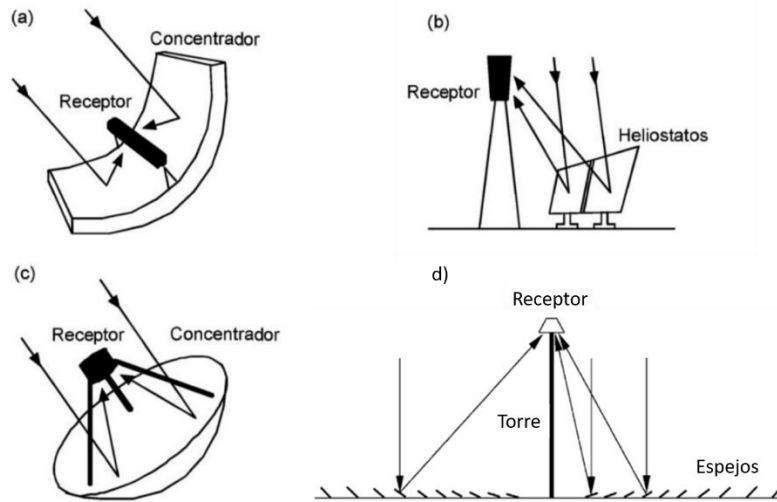 (a)
Concentrador
Receptor
(b)
Receptor
Heliostatos
(c)
Receptor
Concentrador
d)
Receptor
Torre
Espejos